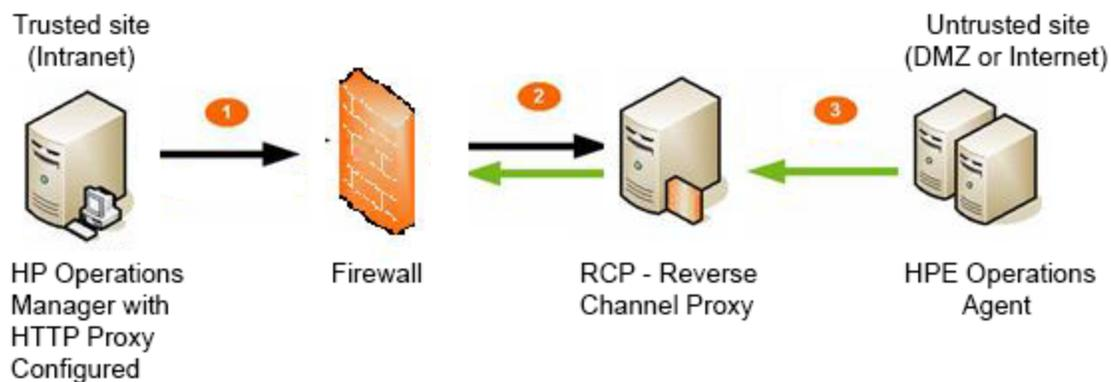 Trusted site
(Intranet)
Untrusted site
(DMZ or Internet)
1
2
3
HP Operations
Manager with
HTTP Proxy
Configured
Firewall
RCP - Reverse
Channel Proxy
HPE Operations
Agent